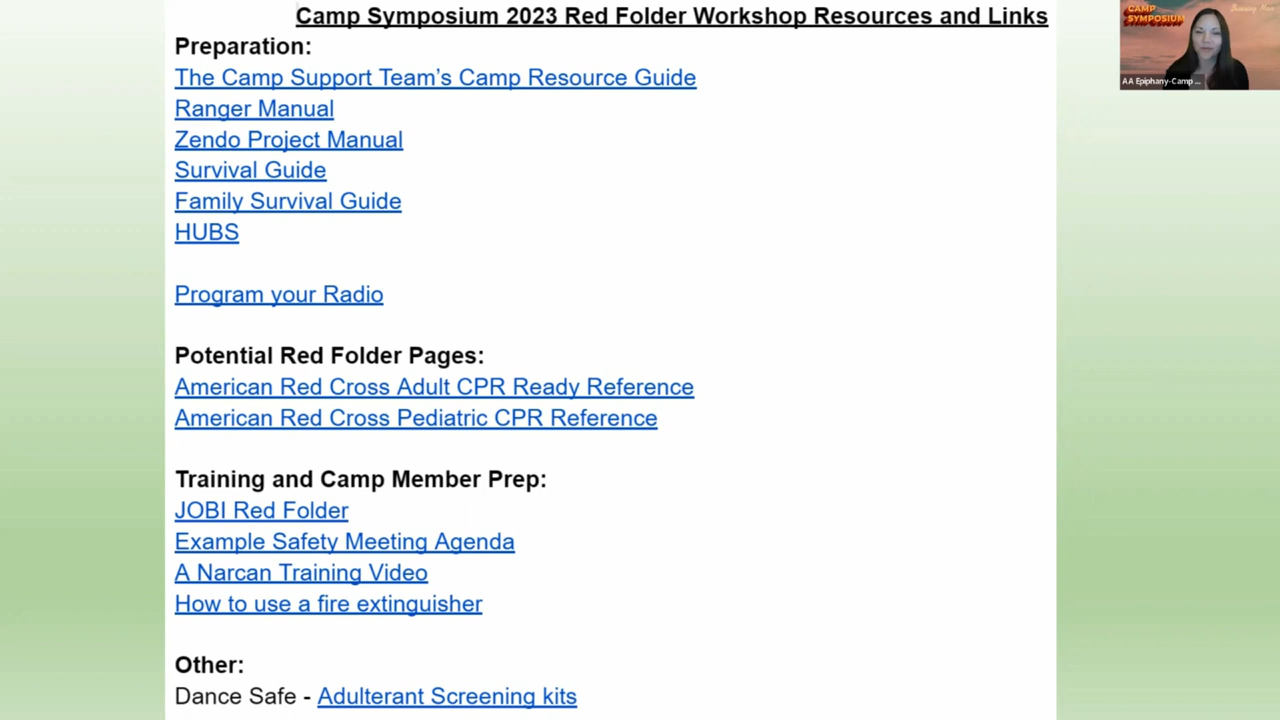 Camp Symposium 2023 Red Folder Workshop Resources and Links
Preparation:
The Camp Support Team's Camp Resource Guide
Ranger Manual
Zendo Project Manual
Survival Guide
Family Survival Guide
HUBS
Program your Radio
Potential Red Folder Pages:
American Red Cross Adult CPR Ready Reference
American Red Cross Pediatric CPR Reference
Training and Camp Member Prep:
JOBI Red Folder
Example Safety Meeting Agenda
A Narcan Training Video
How to use a fire extinguisher
Other:
Dance Safe - Adulterant Screening kits
CAMP
SYMPOSIUM
Burning Man
AA Epiphany-Camp ...